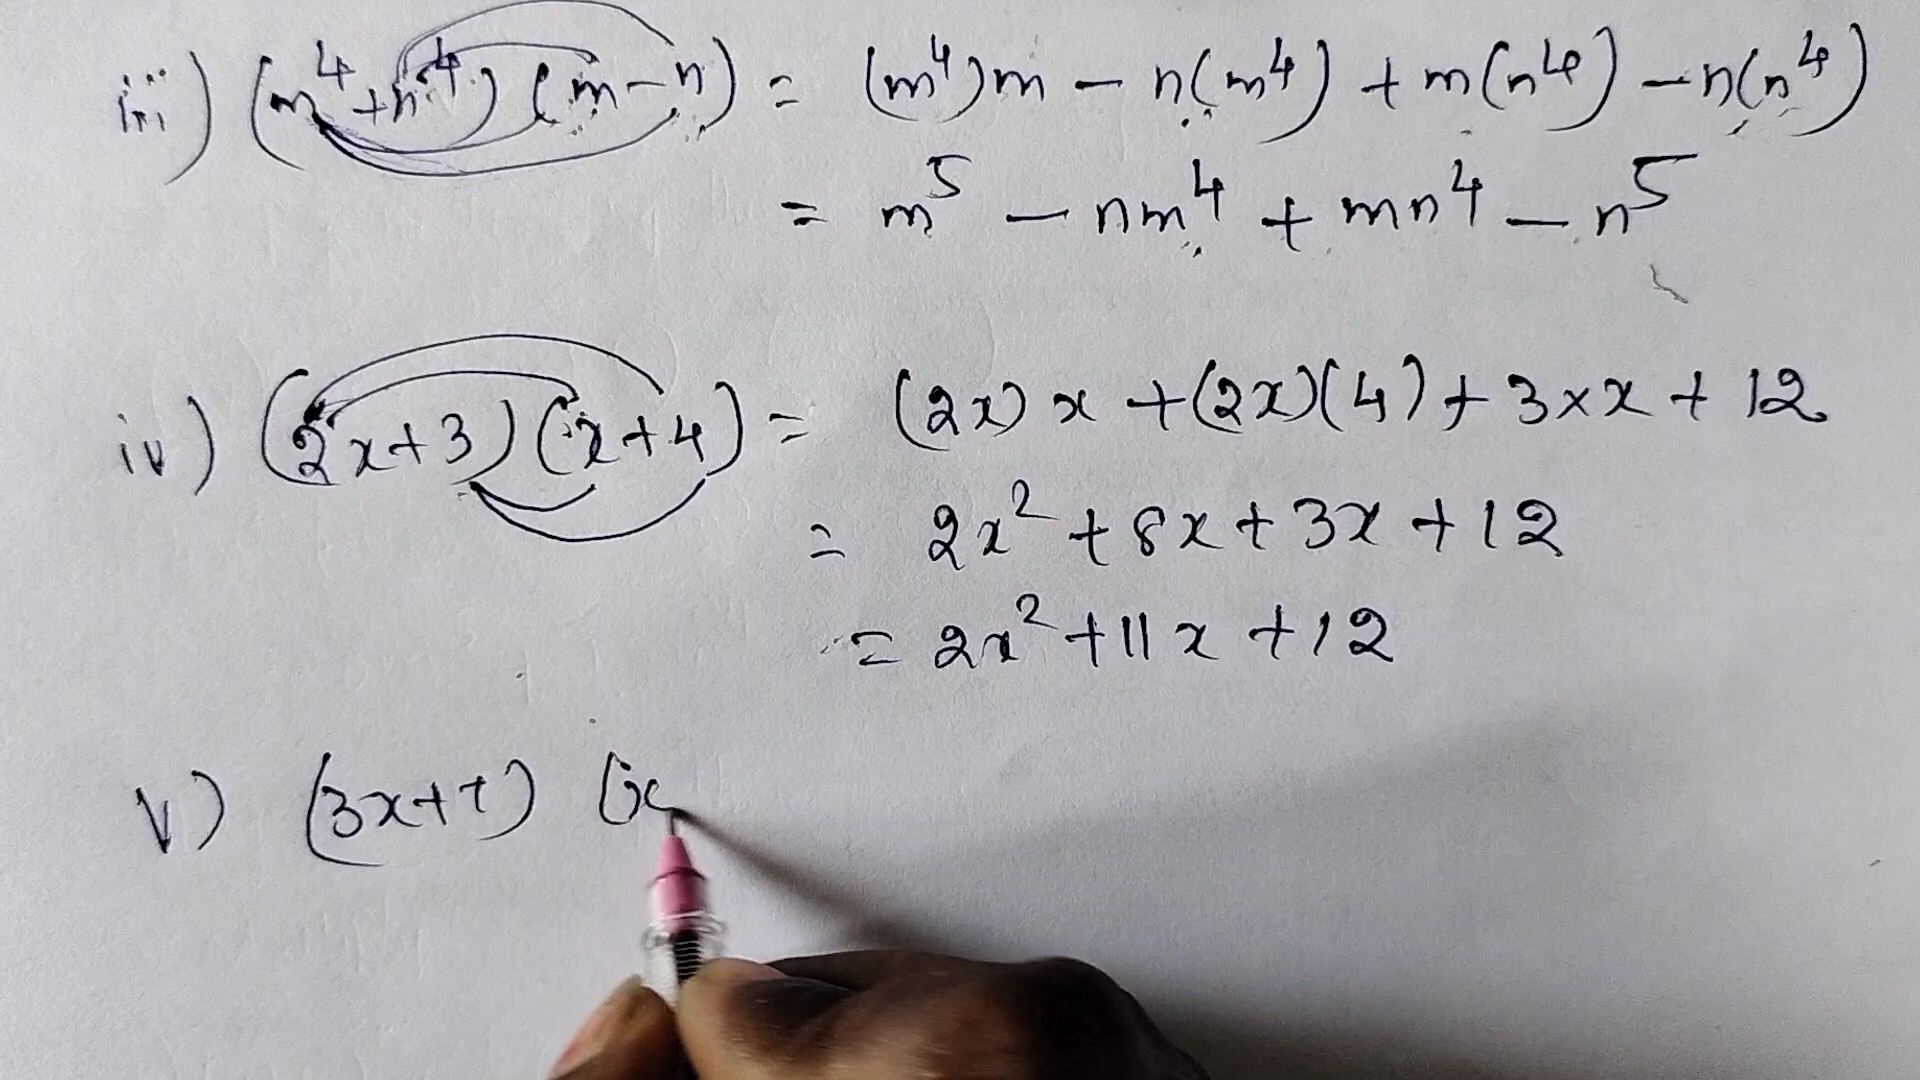 iii) (m⁴+n⁴) (m-n) = (m⁴)m - n(m⁴) + m(n⁴) - n(n⁴)
= m⁵ - nm⁴ + mn⁴ - n⁵
iv) (2x+3) (x+4) = (2x)x + (2x)(4) + 3×x + 12
= 2x² + 8x + 3x + 12
= 2x² + 11x + 12
v) (3x+7) (x